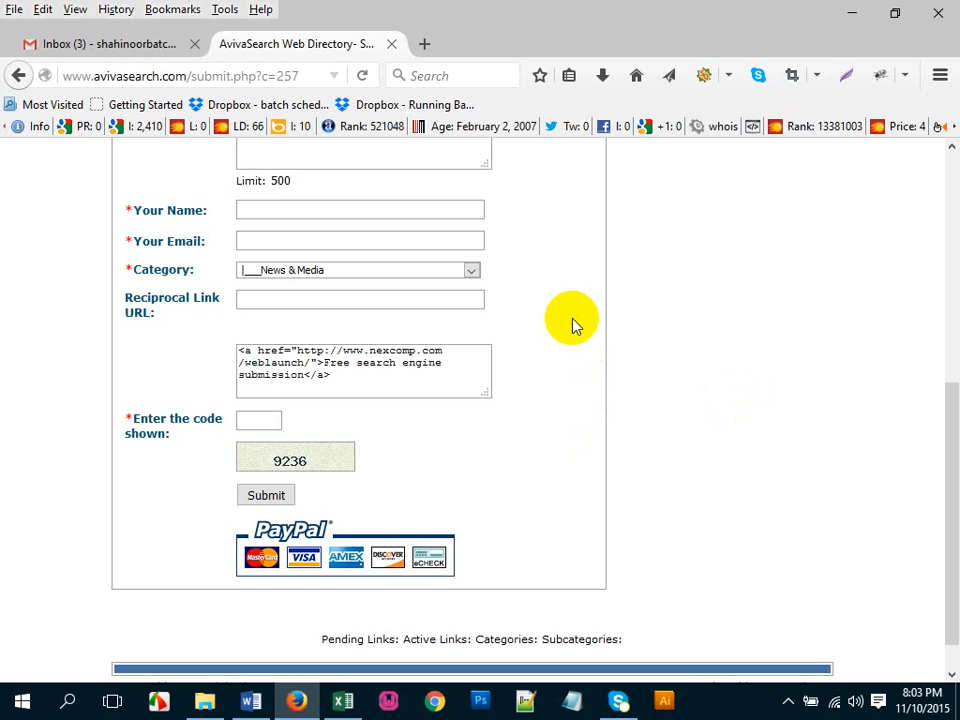 File Edit View History Bookmarks Tools Help
Inbox (3) - shahinoorbatc...
AvivaSearch Web Directory- S...
www.avivasearch.com/submit.php?c=257
Search
Most Visited Getting Started Dropbox - batch sched... Dropbox - Running Ba...
Info PR: 0 I: 2,410 L: 0 LD: 66 I: 10 Rank: 521048 Age: February 2, 2007 Tw: 0 I: 0 +1: 0 whois Rank: 13381003 Price: 4
Limit: 500
*Your Name:
*Your Email:
*Category: |___News & Media
Reciprocal Link
URL:
<a href="http://www.nexcomp.com
/weblaunch/">Free search engine
submission</a>
*Enter the code
shown:
9236
Submit
PayPal
MasterCard VISA AMEX DISCOVER eCHECK
Pending Links: Active Links: Categories: Subcategories:
8:03 PM
11/10/2015